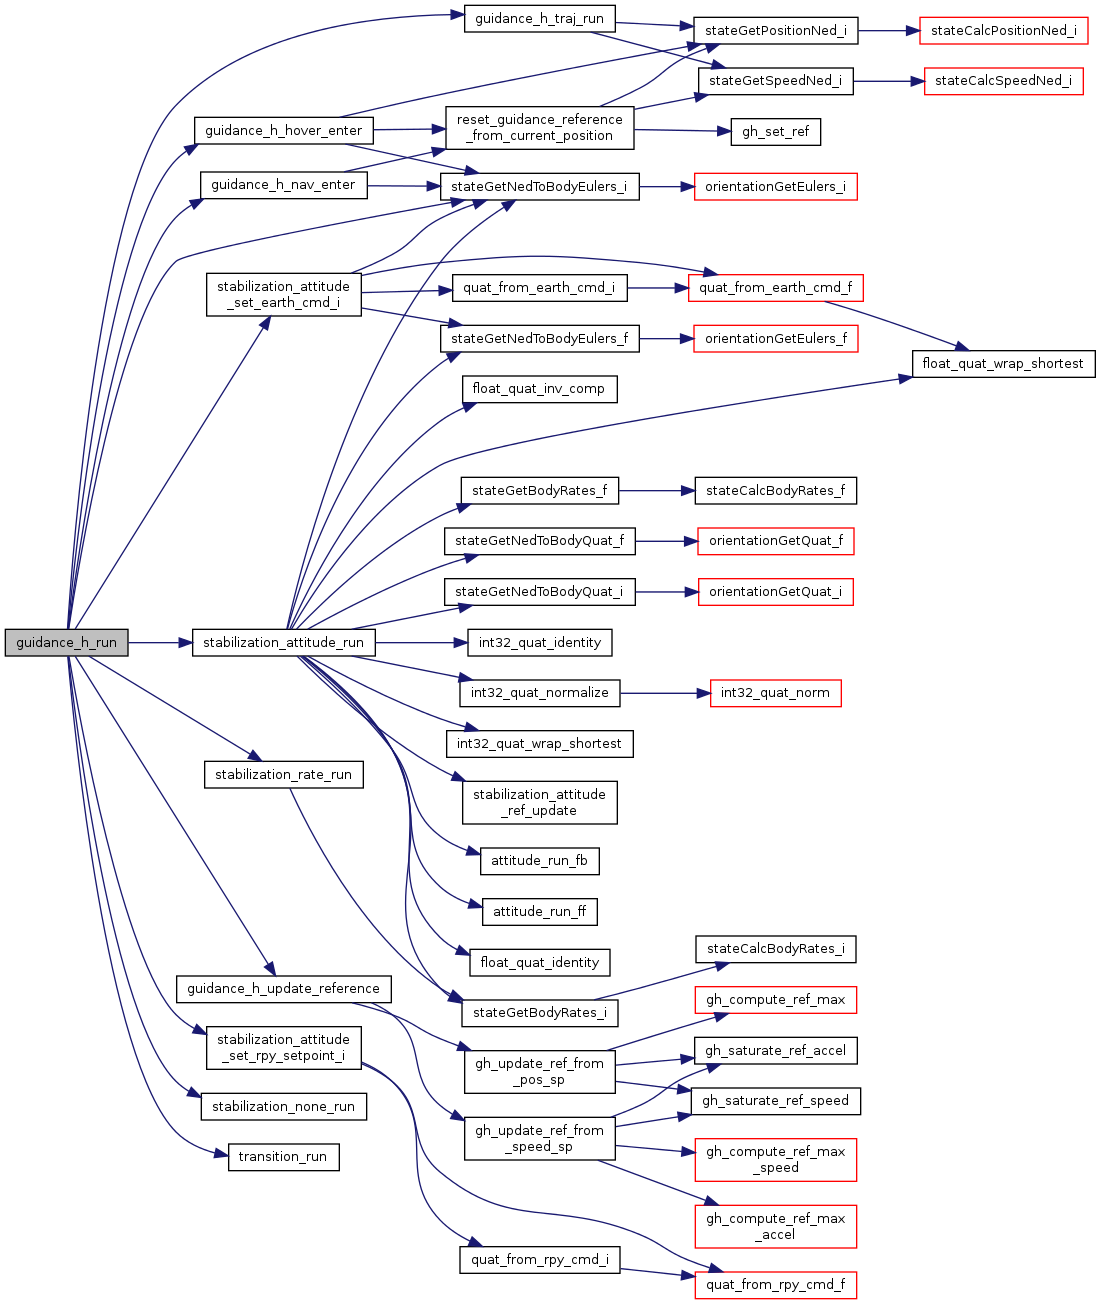 guidance_h_traj_run
stateGetPositionNed_i
stateCalcPositionNed_i
stateGetSpeedNed_i
stateCalcSpeedNed_i
guidance_h_hover_enter
reset_guidance_reference
_from_current_position
gh_set_ref
guidance_h_nav_enter
stateGetNedToBodyEulers_i
orientationGetEulers_i
stabilization_attitude
_set_earth_cmd_i
quat_from_earth_cmd_i
quat_from_earth_cmd_f
stateGetNedToBodyEulers_f
orientationGetEulers_f
float_quat_wrap_shortest
float_quat_inv_comp
stateGetBodyRates_f
stateCalcBodyRates_f
stateGetNedToBodyQuat_f
orientationGetQuat_f
stateGetNedToBodyQuat_i
orientationGetQuat_i
guidance_h_run
stabilization_attitude_run
int32_quat_identity
int32_quat_normalize
int32_quat_norm
int32_quat_wrap_shortest
stabilization_rate_run
stabilization_attitude
_ref_update
attitude_run_fb
attitude_run_ff
float_quat_identity
stateCalcBodyRates_i
guidance_h_update_reference
stateGetBodyRates_i
gh_compute_ref_max
stabilization_attitude
_set_rpy_setpoint_i
gh_update_ref_from
_pos_sp
gh_saturate_ref_accel
gh_saturate_ref_speed
stabilization_none_run
gh_update_ref_from
_speed_sp
gh_compute_ref_max
_speed
transition_run
gh_compute_ref_max
_accel
quat_from_rpy_cmd_i
quat_from_rpy_cmd_f